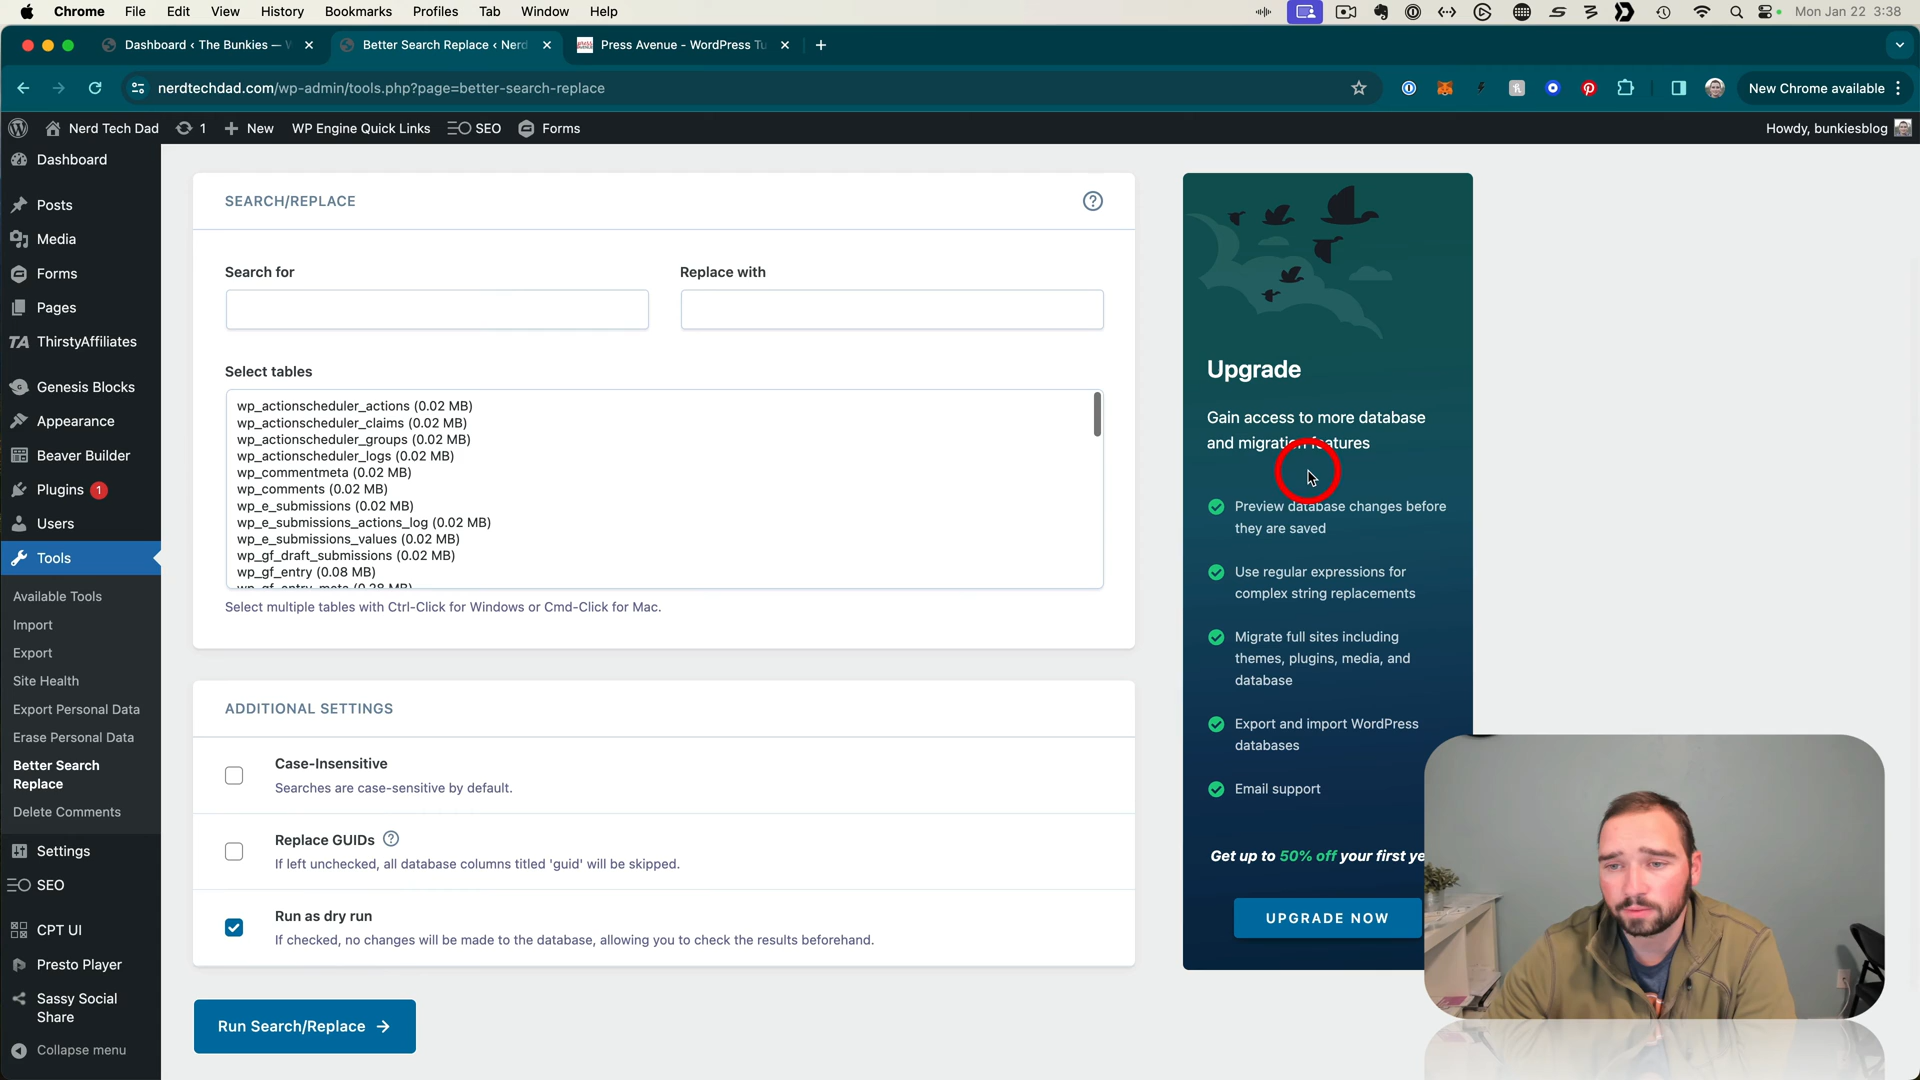 Chrome File Edit View History Bookmarks Profiles Tab Window Help Mon Jan 22 3:38
Dashboard ‹ The Bunkies — Better Search Replace ‹ Nerd Press Avenue - WordPress Tu
nerdtechdad.com/wp-admin/tools.php?page=better-search-replace New Chrome available
Nerd Tech Dad 1 New WP Engine Quick Links SEO Forms Howdy, bunkiesblog
Dashboard
Posts
Media
Forms
Pages
TA ThirstyAffiliates
Genesis Blocks
Appearance
Beaver Builder
Plugins 1
Users
Tools
Available Tools
Import
Export
Site Health
Export Personal Data
Erase Personal Data
Better Search
Replace
Delete Comments
Settings
SEO
CPT UI
Presto Player
Sassy Social
Share
Collapse menu
SEARCH/REPLACE
Search for
Replace with
Select tables
wp_actionscheduler_actions (0.02 MB)
wp_actionscheduler_claims (0.02 MB)
wp_actionscheduler_groups (0.02 MB)
wp_actionscheduler_logs (0.02 MB)
wp_commentmeta (0.02 MB)
wp_comments (0.02 MB)
wp_e_submissions (0.02 MB)
wp_e_submissions_actions_log (0.02 MB)
wp_e_submissions_values (0.02 MB)
wp_gf_draft_submissions (0.02 MB)
wp_gf_entry (0.08 MB)
wp_gf_entry_meta (0.28 MB)
Select multiple tables with Ctrl-Click for Windows or Cmd-Click for Mac.
ADDITIONAL SETTINGS
Case-Insensitive
Searches are case-sensitive by default.
Replace GUIDs
If left unchecked, all database columns titled 'guid' will be skipped.
Run as dry run
If checked, no changes will be made to the database, allowing you to check the results beforehand.
Run Search/Replace
Upgrade
Gain access to more database
and migration features
Preview database changes before
they are saved
Use regular expressions for
complex string replacements
Migrate full sites including
themes, plugins, media, and
database
Export and import WordPress
databases
Email support
Get up to 50% off your first ye
UPGRADE NOW